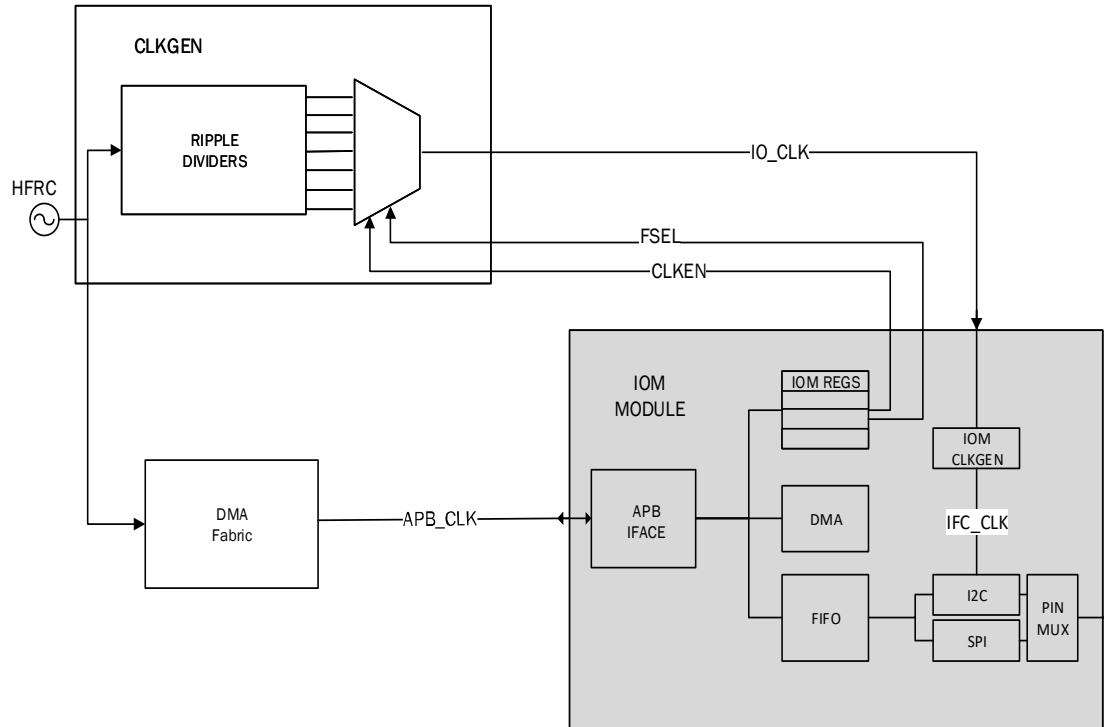 CLKGEN
RIPPLE
DIVIDERS
IO_CLK
HFRC
FSEL
CLKEN
IOM
MODULE
IOM REGS
IOM
CLKGEN
DMA
Fabric
APB_CLK
APB
IFACE
DMA
IFC_CLK
FIFO
I2C
SPI
PIN
MUX